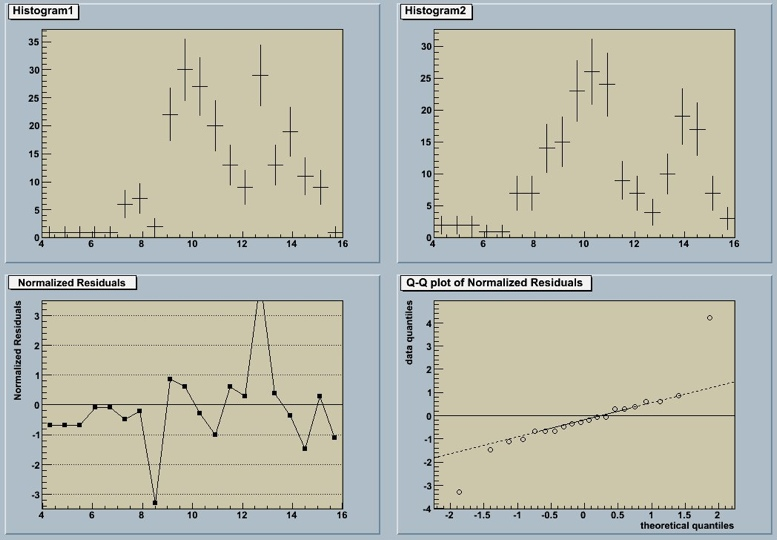 Histogram1
35
30
25
20
15
10
5
0
4 6 8 10 12 14 16
Histogram2
30
25
20
15
10
5
0
4 6 8 10 12 14 16
Normalized Residuals
Normalized Residuals
3
2
1
0
-1
-2
-3
4 6 8 10 12 14 16
Q-Q plot of Normalized Residuals
data quantiles
4
3
2
1
0
-1
-2
-3
-4
-2 -1.5 -1 -0.5 0 0.5 1 1.5 2
theoretical quantiles